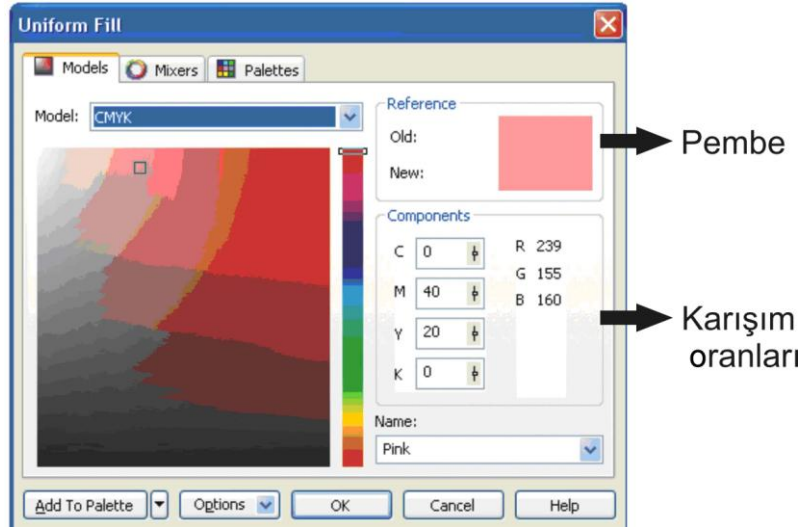 Uniform Fill
Models Mixers Palettes
Model: CMYK
Reference
Old:
New:
Pembe
Components
C 0 R 239
M 40 G 155
B 160
Y 20
K 0
Karışım
oranları
Name:
Pink
Add To Palette Options OK Cancel Help